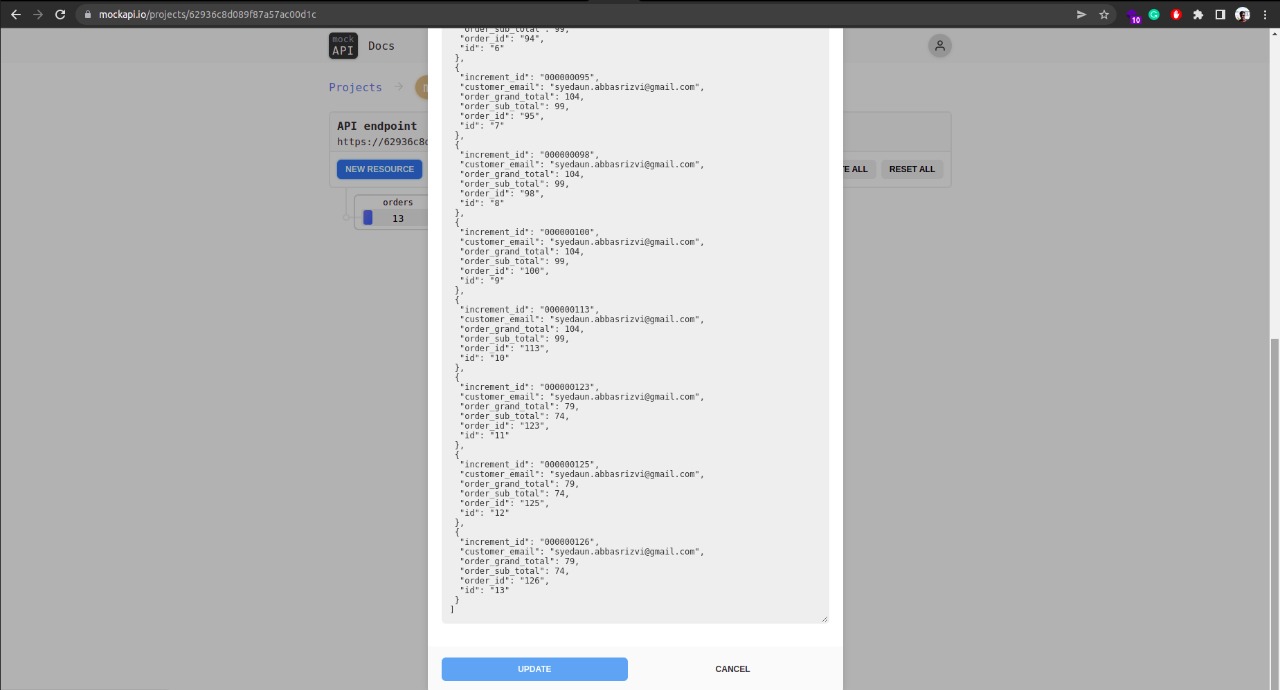 mockapi.io/projects/62936c8d089f87a57ac00d1c
10
mock
API
Docs
Projects
API endpoint
https://62936c8d
NEW RESOURCE
TE ALL
RESET ALL
orders
13
"order_sub_total": 99,
"order_id": "94",
"id": "6"
},
{
"increment_id": "000000095",
"customer_email": "syedaun.abbasrizvi@gmail.com",
"order_grand_total": 104,
"order_sub_total": 99,
"order_id": "95",
"id": "7"
},
{
"increment_id": "000000098",
"customer_email": "syedaun.abbasrizvi@gmail.com",
"order_grand_total": 104,
"order_sub_total": 99,
"order_id": "98",
"id": "8"
},
{
"increment_id": "000000100",
"customer_email": "syedaun.abbasrizvi@gmail.com",
"order_grand_total": 104,
"order_sub_total": 99,
"order_id": "100",
"id": "9"
},
{
"increment_id": "000000113",
"customer_email": "syedaun.abbasrizvi@gmail.com",
"order_grand_total": 104,
"order_sub_total": 99,
"order_id": "113",
"id": "10"
},
{
"increment_id": "000000123",
"customer_email": "syedaun.abbasrizvi@gmail.com",
"order_grand_total": 79,
"order_sub_total": 74,
"order_id": "123",
"id": "11"
},
{
"increment_id": "000000125",
"customer_email": "syedaun.abbasrizvi@gmail.com",
"order_grand_total": 79,
"order_sub_total": 74,
"order_id": "125",
"id": "12"
},
{
"increment_id": "000000126",
"customer_email": "syedaun.abbasrizvi@gmail.com",
"order_grand_total": 79,
"order_sub_total": 74,
"order_id": "126",
"id": "13"
}
]
UPDATE
CANCEL